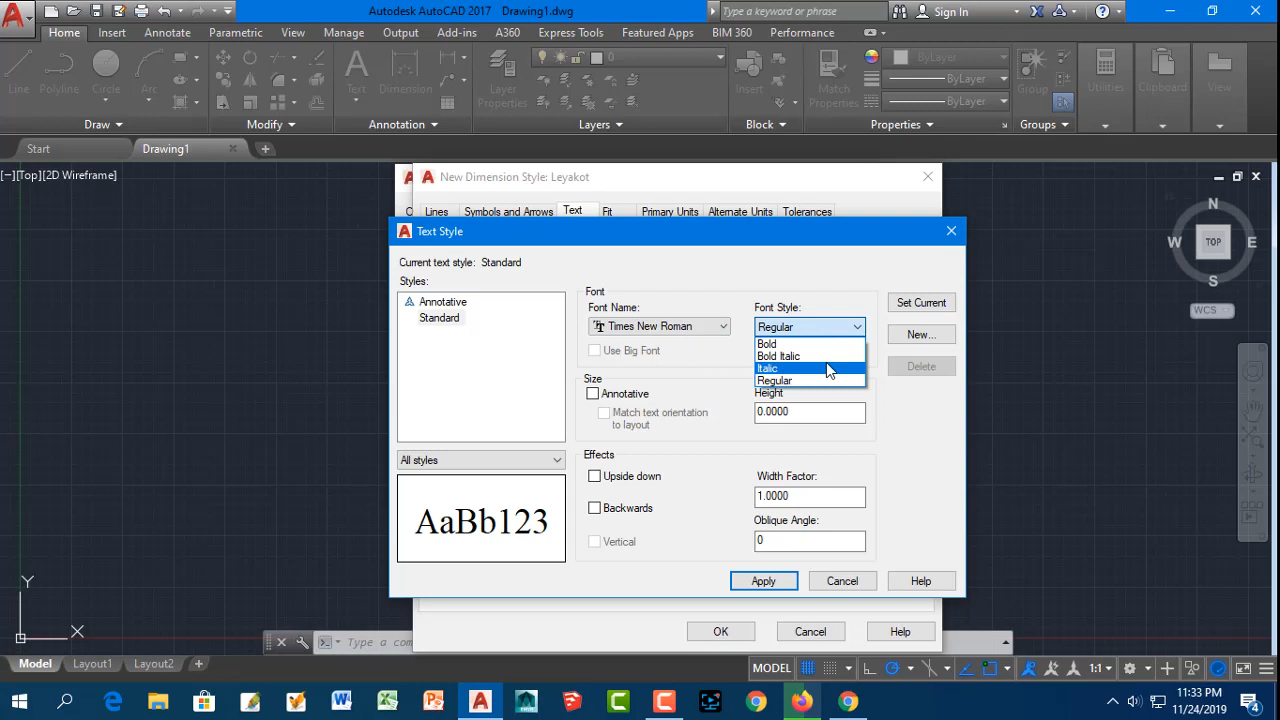 Autodesk AutoCAD 2017 Drawing1.dwg
Type a keyword or phrase
Sign In
Home Insert Annotate Parametric View Manage Output Add-ins A360 Express Tools Featured Apps BIM 360 Performance
Line Polyline Circle Arc Text Dimension Layer Properties 0 Insert Match Properties ByLayer Group Utilities Clipboard View
ByLayer
ByLayer
Draw Modify Annotation Layers Block Properties Groups
Start Drawing1
[−][Top][2D Wireframe]
New Dimension Style: Leyakot
Lines Symbols and Arrows Text Fit Primary Units Alternate Units Tolerances
Text Style
Current text style: Standard
Styles:
Annotative
Standard
All styles
AaBb123
Font
Font Name:
Times New Roman
Use Big Font
Font Style:
Regular
Bold
Bold Italic
Italic
Regular
Size
Annotative
Match text orientation
to layout
Height
0.0000
Effects
Upside down
Backwards
Vertical
Width Factor:
1.0000
Oblique Angle:
0
Set Current
New...
Delete
Apply Cancel Help
OK Cancel Help
N
W TOP E
S
WCS
Y
X
Type a com
Model Layout1 Layout2
MODEL 1:1
11:33 PM
11/24/2019
4